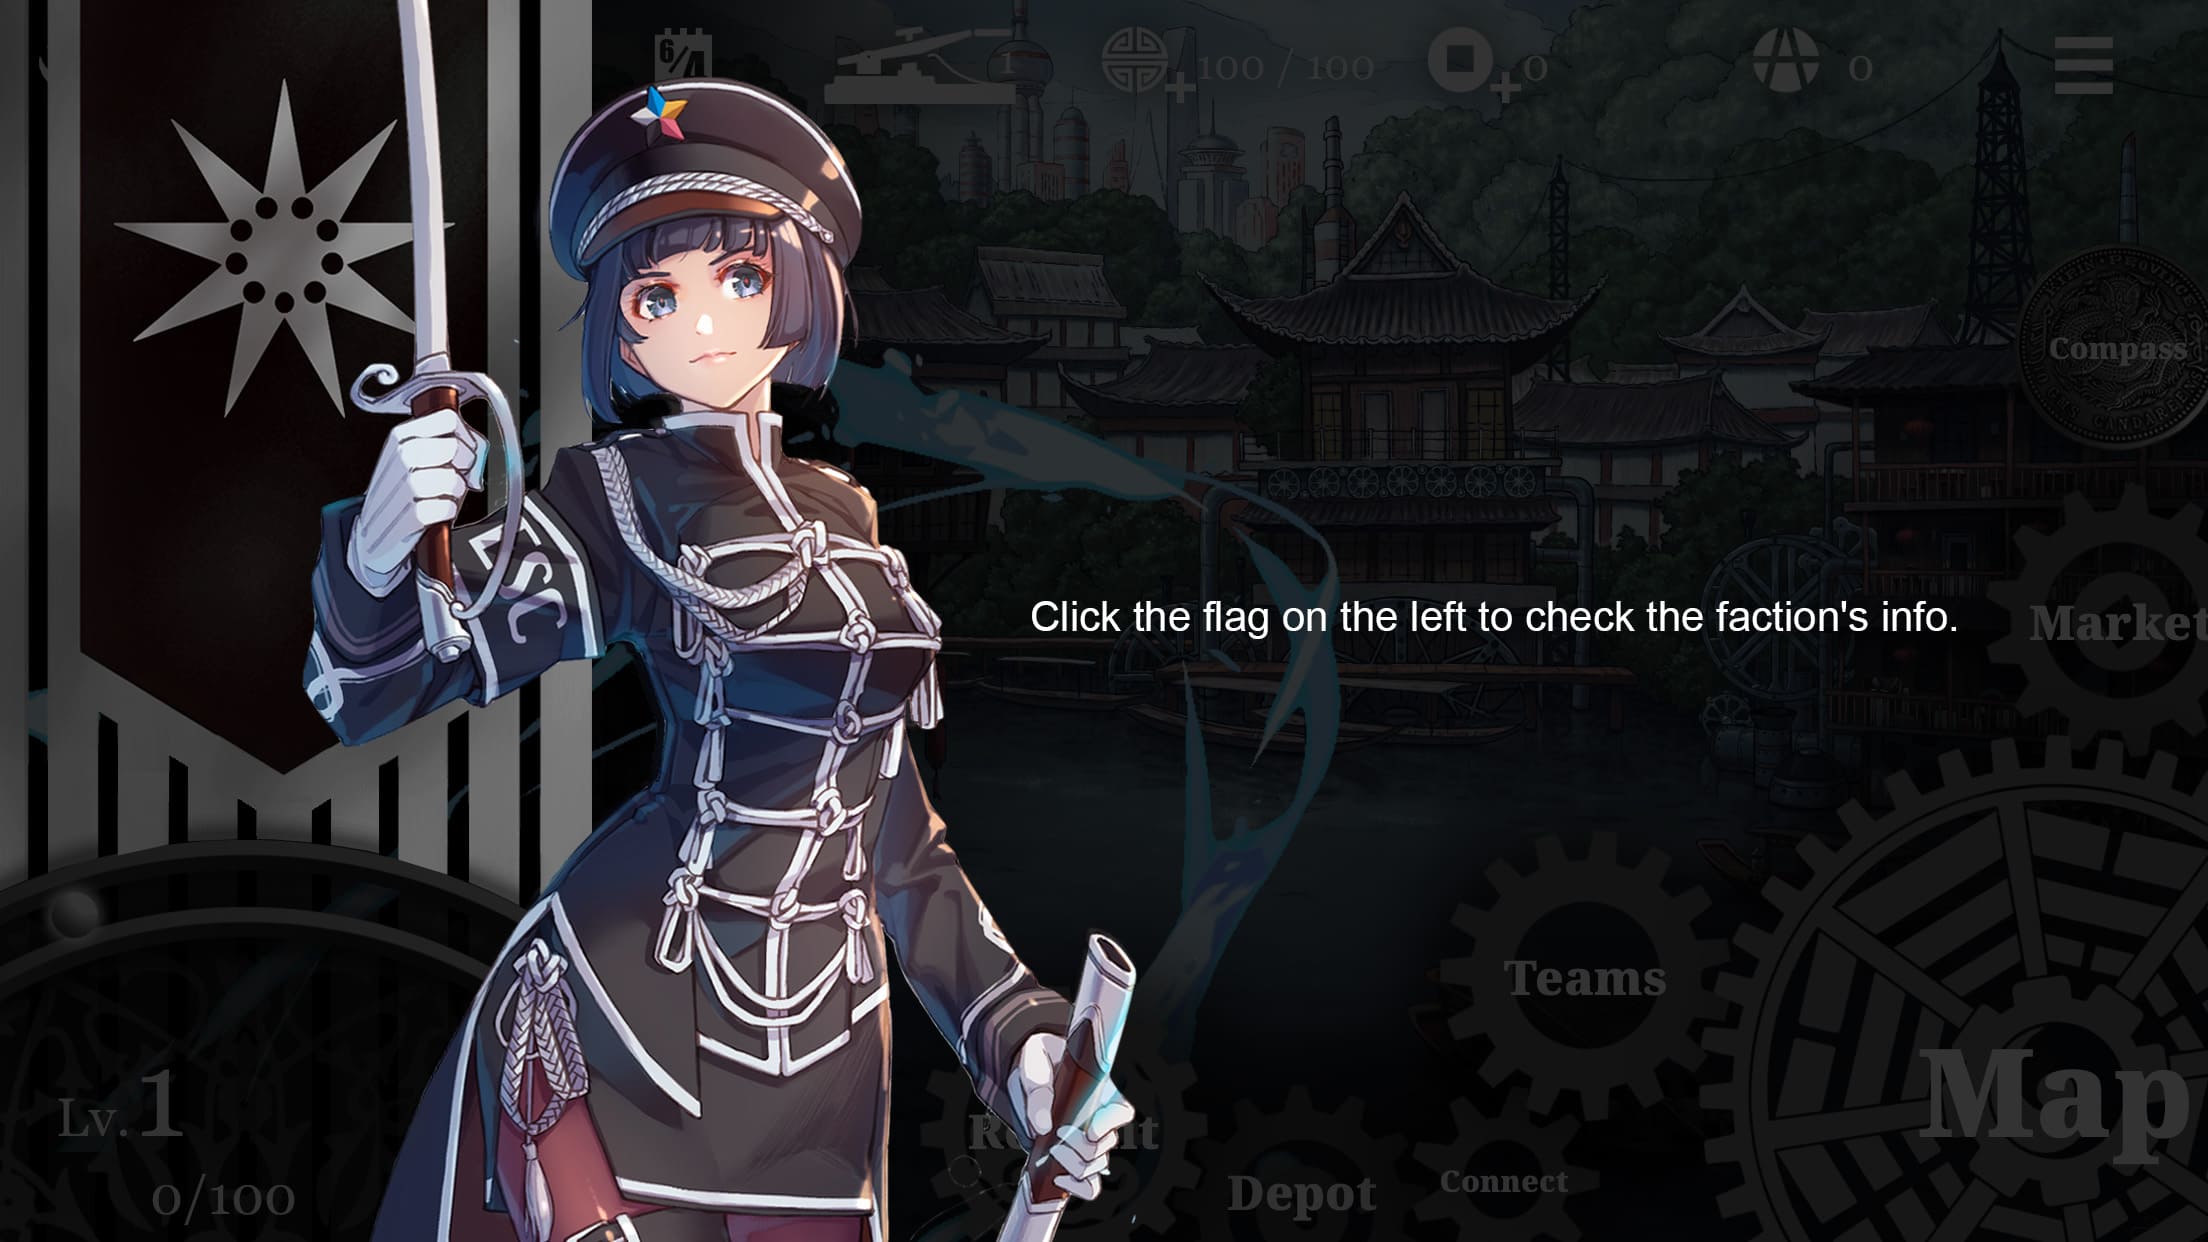 6/4
1
100 / 100
0
0
Compass
ESC
Click the flag on the left to check the faction's info.
Market
Teams
Map
Lv.1
0/100
Depot
Connect